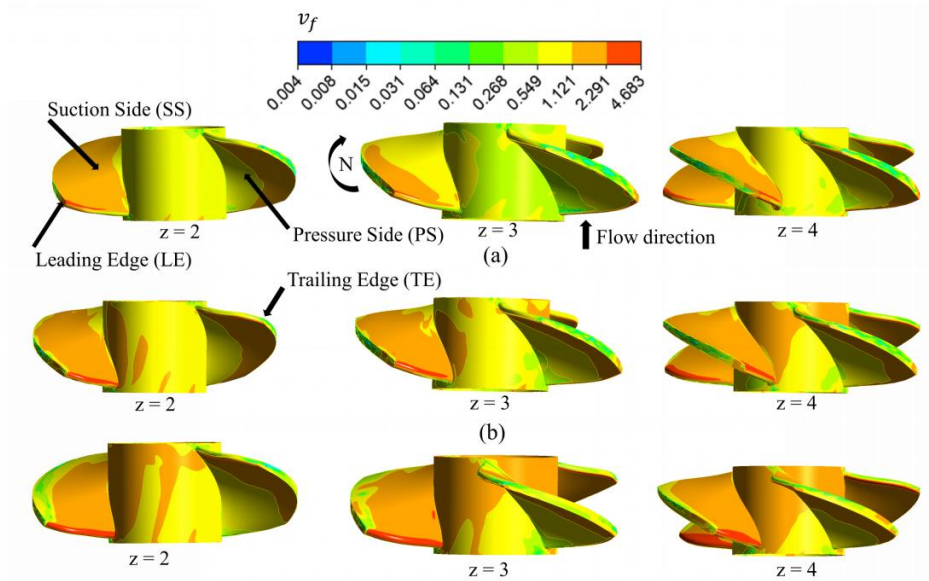 v_f
0.004 0.008 0.015 0.031 0.064 0.131 0.268 0.549 1.121 2.291 4.683
Suction Side (SS)
N
z = 2
Pressure Side (PS)
z = 3
Flow direction
z = 4
(a)
Leading Edge (LE)
Trailing Edge (TE)
z = 2
z = 3
z = 4
(b)
z = 2
z = 3
z = 4